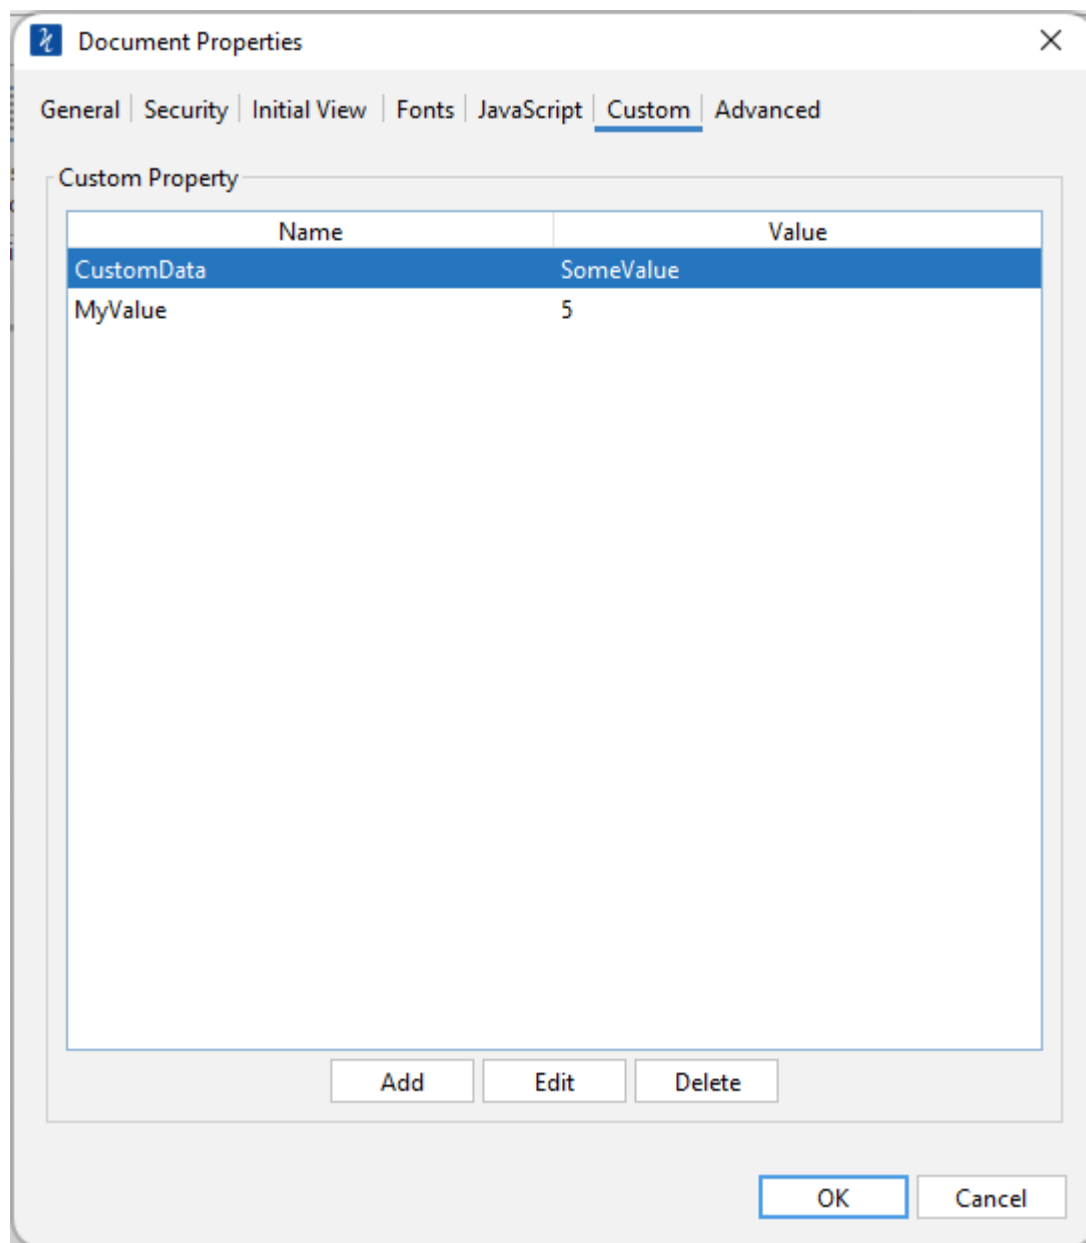 Document Properties
General Security Initial View Fonts JavaScript Custom Advanced
Custom Property
Name Value
CustomData SomeValue
MyValue 5
Add Edit Delete
OK Cancel